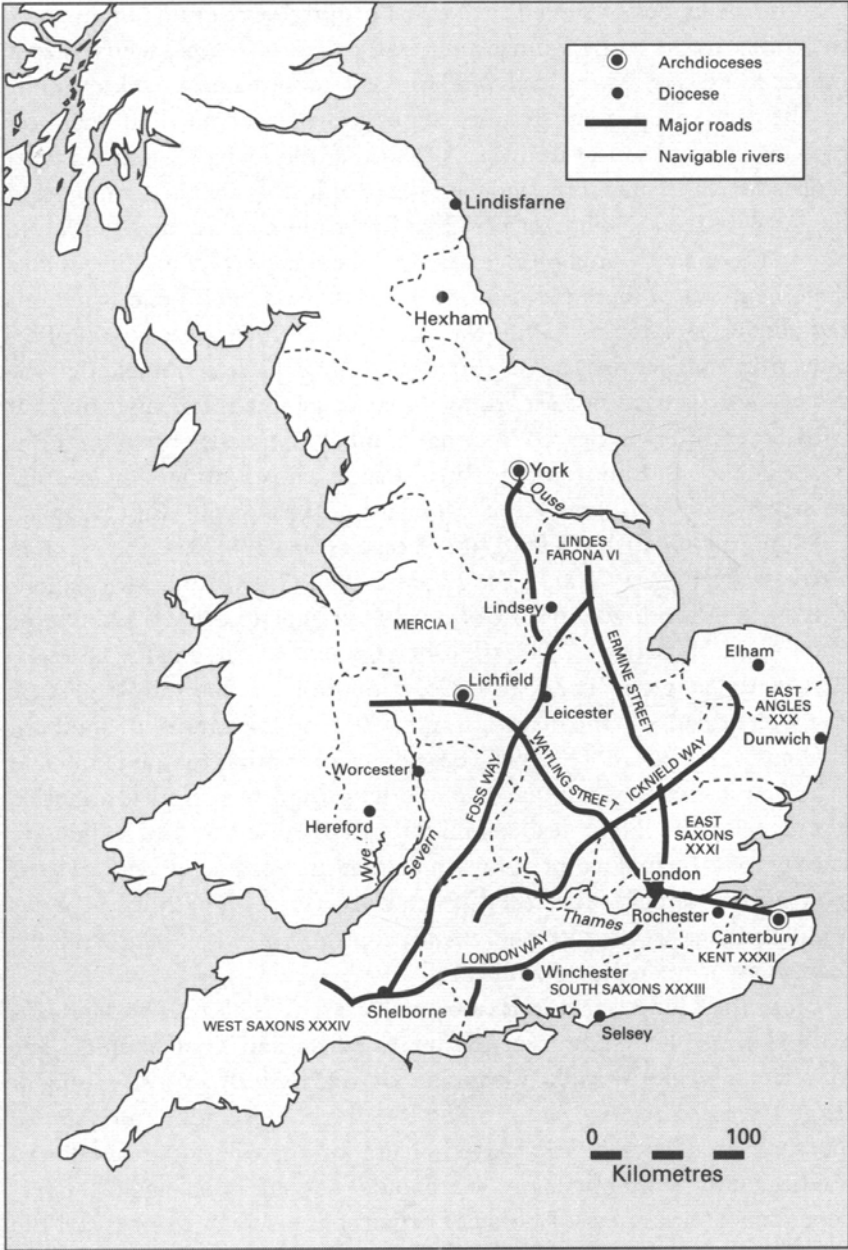 Archdioceses
Diocese
Major roads
Navigable rivers
Lindisfarne
Hexham
York
Ouse
LINDES
FARONA VI
Lindsey
MERCIA I
ERMINE STREET
Elham
Lichfield
Leicester
EAST
ANGLES
XXX
Dunwich
WATLING STREET
ICKNIELD WAY
FOSS WAY
Worcester
Hereford
Wye
Severn
EAST
SAXONS
XXXI
London
Thames
Rochester
Canterbury
KENT XXXII
LONDON WAY
Winchester
SOUTH SAXONS XXXIII
Shelborne
WEST SAXONS XXXIV
Selsey
0 100
Kilometres